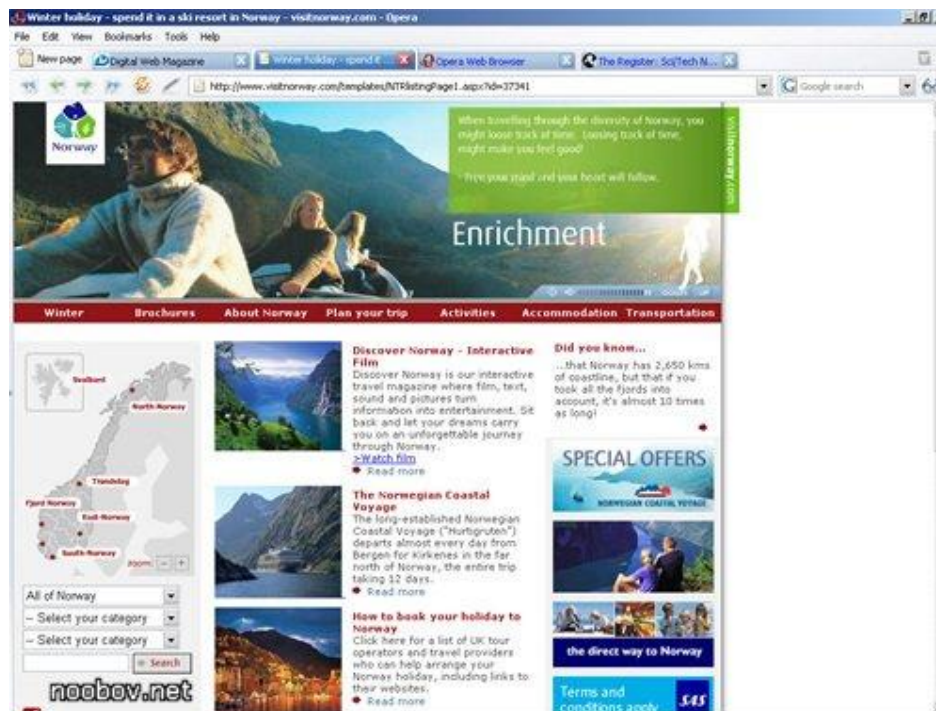 Winter holiday - spend it in a ski resort in Norway - visitnorway.com - Opera
File Edit View Bookmarks Tools Help
New page
Digital Web Magazine
Winter holiday - spend it ...
Opera Web Browser
The Register: Sci/Tech N...
http://www.visitnorway.com/templates/NTRlistingPage1.aspx?id=37341
Google search
Norway
When travelling through the diversity of Norway, you
might loose track of time. Loosing track of time,
might make you feel good!
- Free your mind and your heart will follow.
visitnorway.com
Enrichment
Winter Brochures About Norway Plan your trip Activities Accommodation Transportation
Svalbard
North-Norway
Trøndelag
Fjord Norway
East-Norway
South-Norway
zoom: - +
All of Norway
-- Select your category
-- Select your category
Search
noobov.net
Discover Norway - Interactive
Film
Discover Norway is our interactive
travel magazine where film, text,
sound and pictures turn
information into entertainment. Sit
back and let your dreams carry
you on an unforgettable journey
through Norway.
>Watch film
Read more
The Norwegian Coastal
Voyage
The long-established Norwegian
Coastal Voyage ("Hurtigruten")
departs almost every day from
Bergen for Kirkenes in the far
north of Norway, the entire trip
taking 12 days.
Read more
How to book your holiday to
Norway
Click here for a list of UK tour
operators and travel providers
who can help arrange your
Norway holiday, including links to
their websites.
Read more
Did you know...
...that Norway has 2,650 kms
of coastline, but that if you
took all the fjords into
account, it's almost 10 times
as long!
SPECIAL OFFERS
NORWEGIAN COASTAL VOYAGE
the direct way to Norway
Terms and
conditions apply
SAS